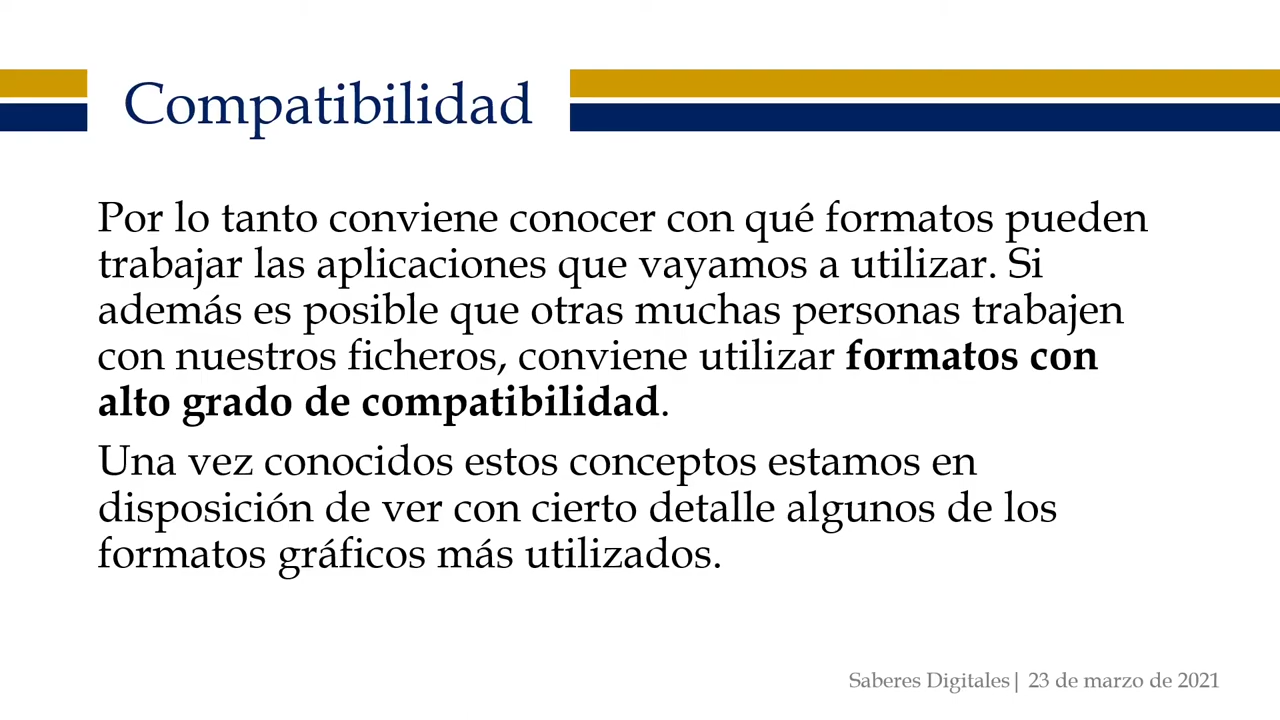 Compatibilidad
Por lo tanto conviene conocer con qué formatos pueden
trabajar las aplicaciones que vayamos a utilizar. Si
además es posible que otras muchas personas trabajen
con nuestros ficheros, conviene utilizar formatos con
alto grado de compatibilidad.
Una vez conocidos estos conceptos estamos en
disposición de ver con cierto detalle algunos de los
formatos gráficos más utilizados.
Saberes Digitales| 23 de marzo de 2021